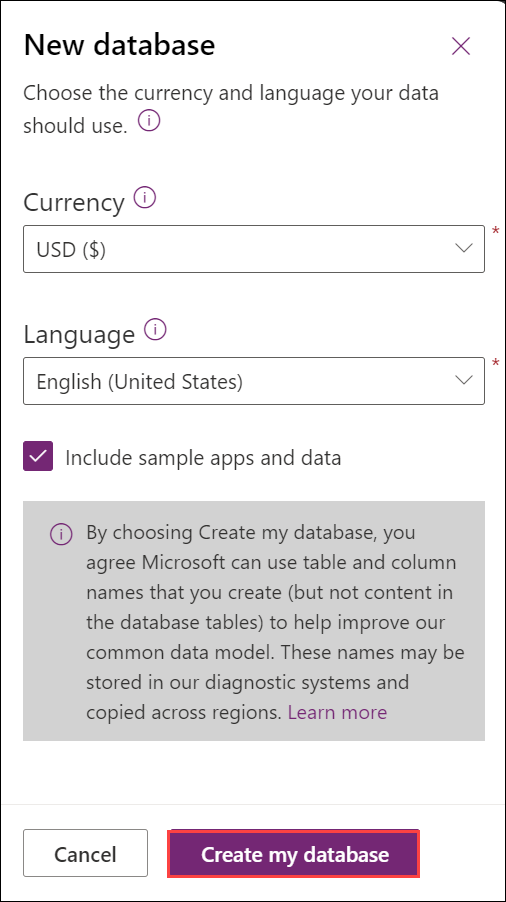 New database
Choose the currency and language your data
should use.
Currency
USD ($)
*
Language
English (United States)
*
Include sample apps and data
By choosing Create my database, you
agree Microsoft can use table and column
names that you create (but not content in
the database tables) to help improve our
common data model. These names may be
stored in our diagnostic systems and
copied across regions. Learn more
Cancel
Create my database